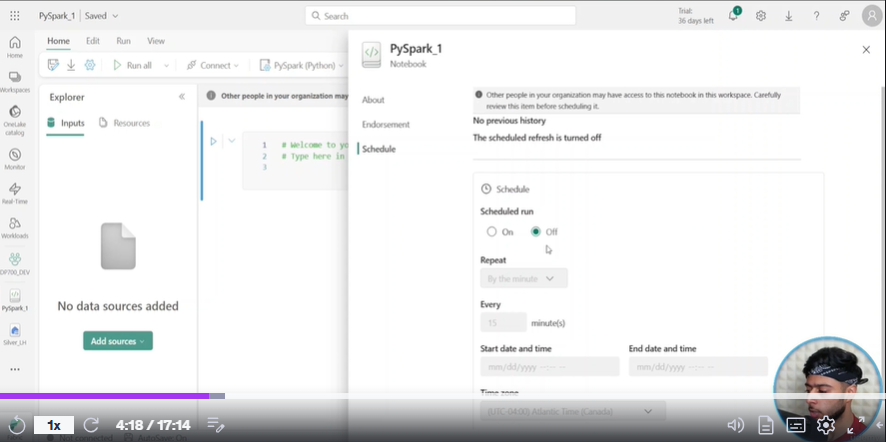 PySpark_1 | Saved
Search
Trial:
36 days left
1
Home Edit Run View
Run all
Connect
PySpark (Python)
Home
Workspaces
OneLake
catalog
Monitor
Real-Time
Workloads
DP700_DEV
PySpark_1
Silver_LH
Explorer
Inputs
Resources
No data sources added
Add sources
Other people in your organization may
1 # Welcome to yo
2 # Type here in
3
PySpark_1
Notebook
About
Endorsement
Schedule
Other people in your organization may have access to this notebook in this workspace. Carefully
review this item before scheduling it.
No previous history
The scheduled refresh is turned off
Schedule
Scheduled run
On
Off
Repeat
By the minute
Every
15 minute(s)
Start date and time
End date and time
mm/dd/yyyy --:-- --
mm/dd/yyyy --:-- --
Time zone
(UTC-04:00) Atlantic Time (Canada)
1x
4:18 / 17:14